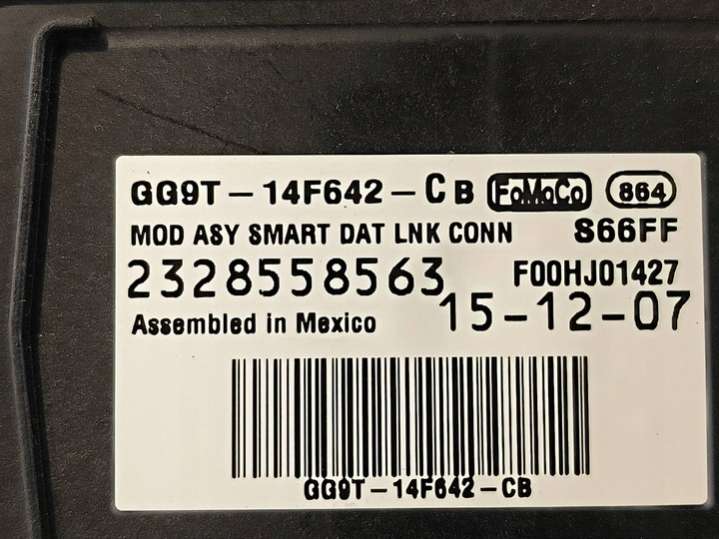 GG9T-14F642-CB FoMoCo 864
MOD ASY SMART DAT LNK CONN S66FF
2328558563 F00HJ01427
Assembled in Mexico 15-12-07
GG9T-14F642-CB